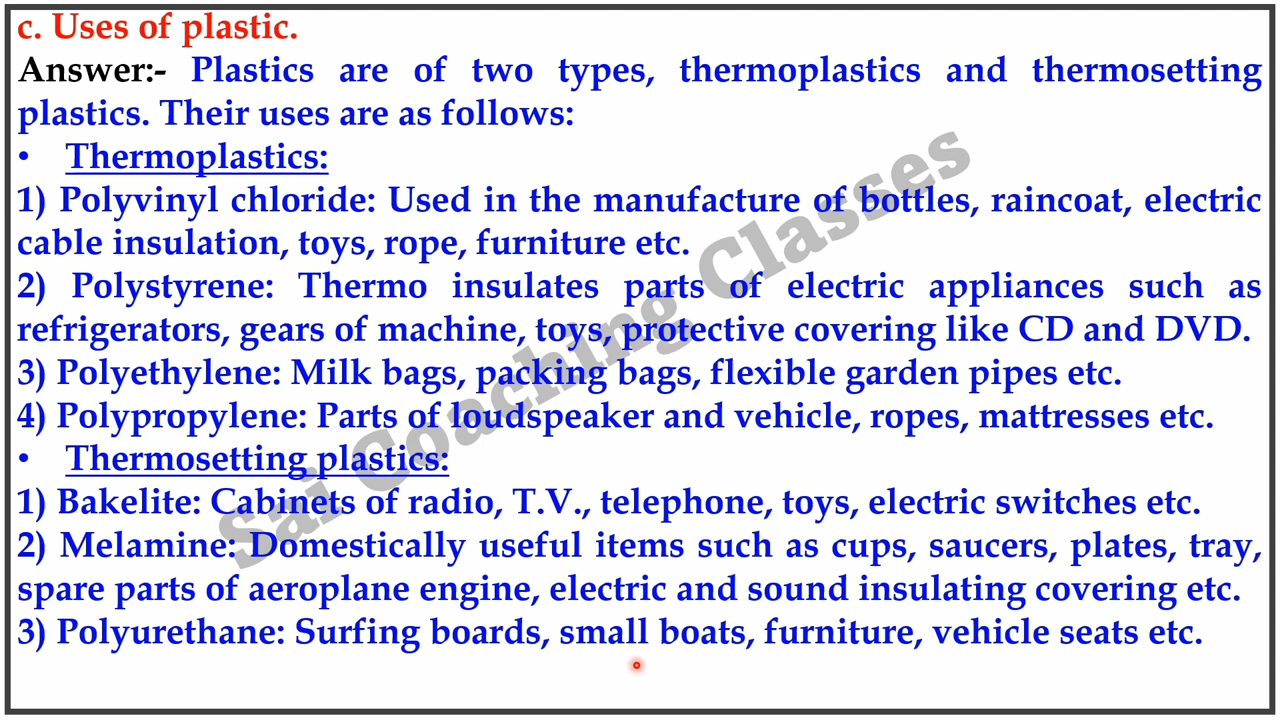 c. Uses of plastic.
Answer:- Plastics are of two types, thermoplastics and thermosetting
plastics. Their uses are as follows:
• Thermoplastics:
1) Polyvinyl chloride: Used in the manufacture of bottles, raincoat, electric
cable insulation, toys, rope, furniture etc.
2) Polystyrene: Thermo insulates parts of electric appliances such as
refrigerators, gears of machine, toys, protective covering like CD and DVD.
3) Polyethylene: Milk bags, packing bags, flexible garden pipes etc.
4) Polypropylene: Parts of loudspeaker and vehicle, ropes, mattresses etc.
• Thermosetting plastics:
1) Bakelite: Cabinets of radio, T.V., telephone, toys, electric switches etc.
2) Melamine: Domestically useful items such as cups, saucers, plates, tray,
spare parts of aeroplane engine, electric and sound insulating covering etc.
3) Polyurethane: Surfing boards, small boats, furniture, vehicle seats etc.
Sai Coaching Classes